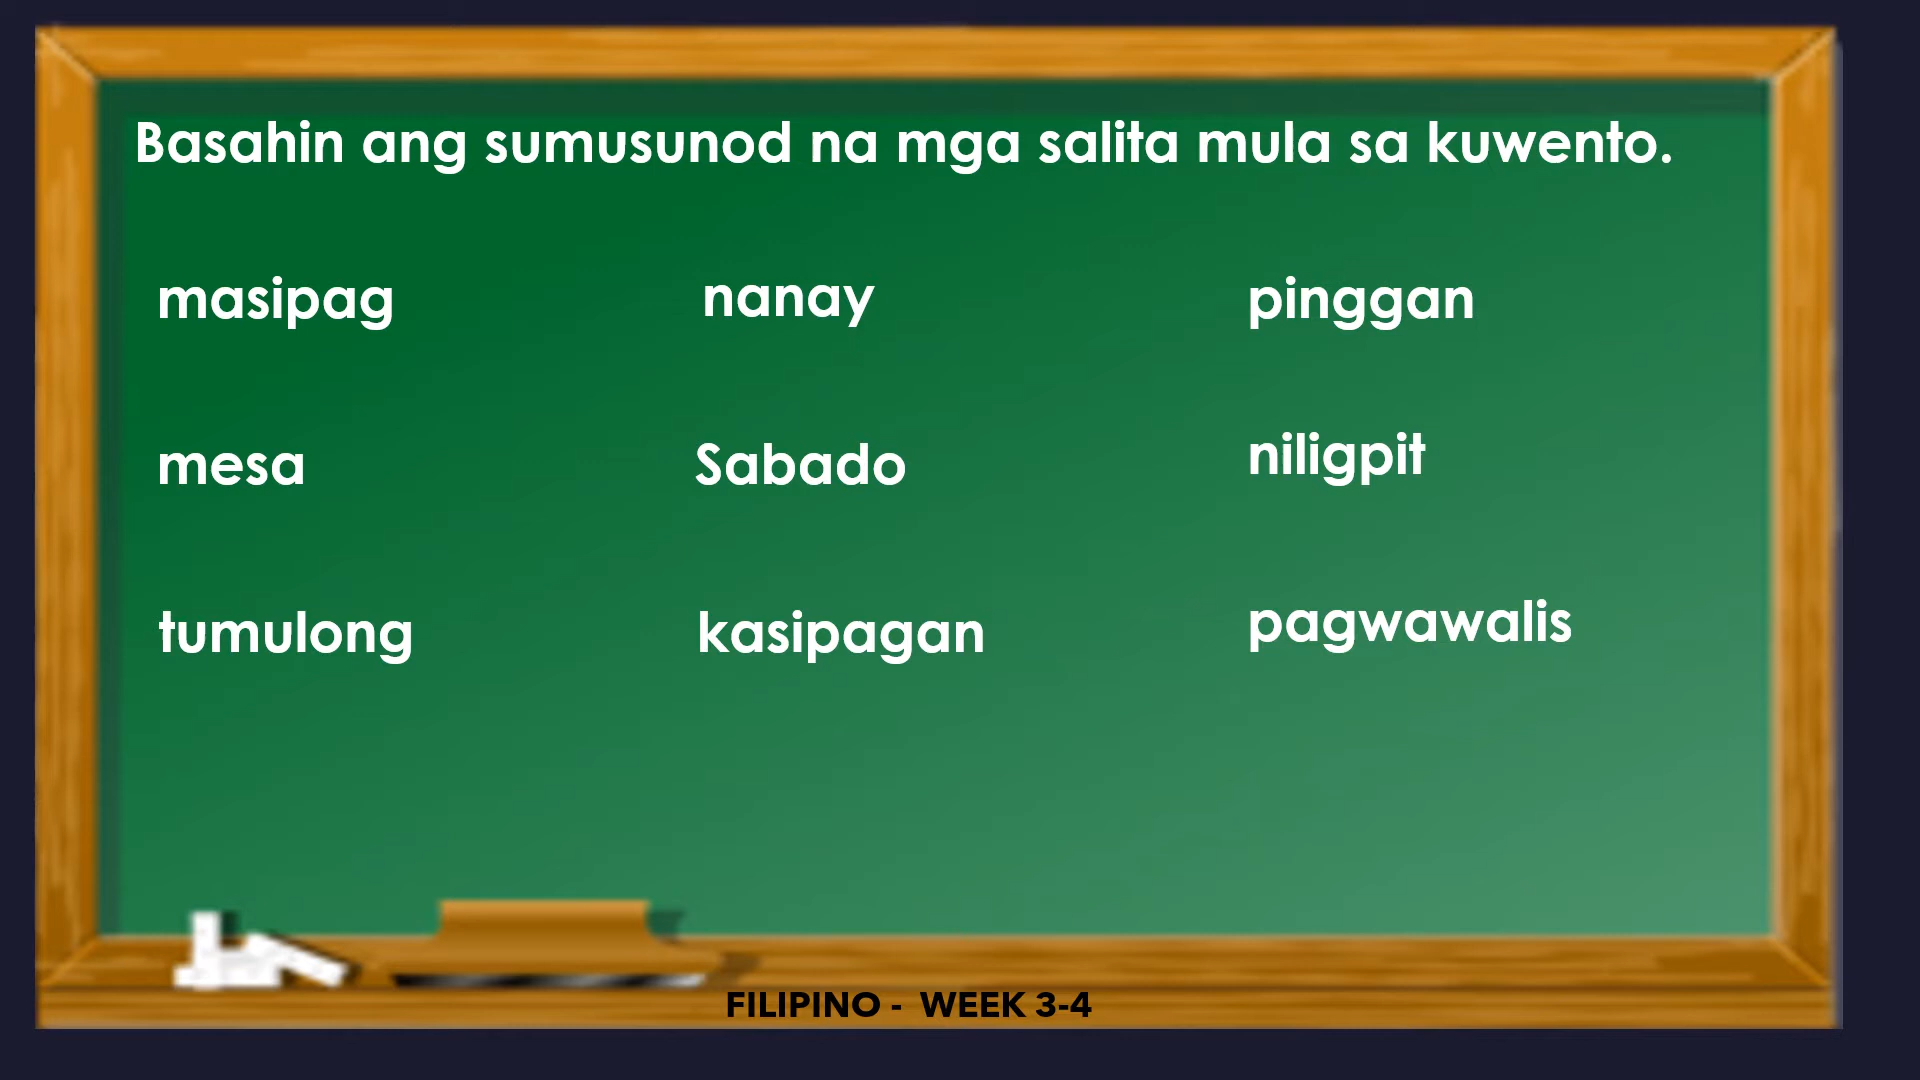 Basahin ang sumusunod na mga salita mula sa kuwento.
masipag nanay pinggan
mesa Sabado niligpit
tumulong kasipagan pagwawalis
FILIPINO - WEEK 3-4